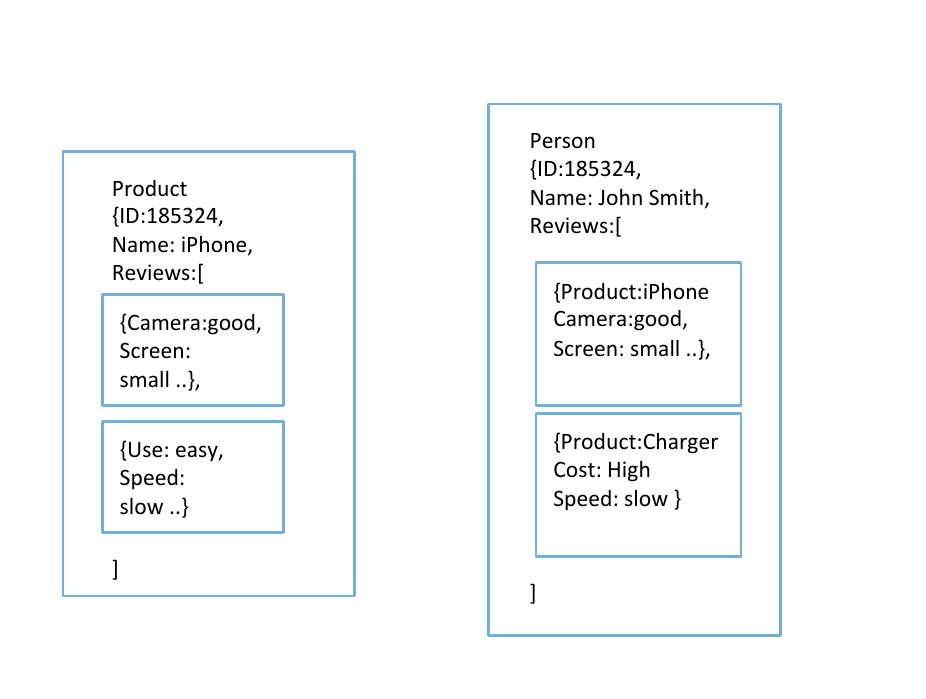 Product
{ID:185324,
Name: iPhone,
Reviews:[
{Camera:good,
Screen:
small ..},
{Use: easy,
Speed:
slow ..}
]
Person
{ID:185324,
Name: John Smith,
Reviews:[
{Product:iPhone
Camera:good,
Screen: small ..},
{Product:Charger
Cost: High
Speed: slow }
]